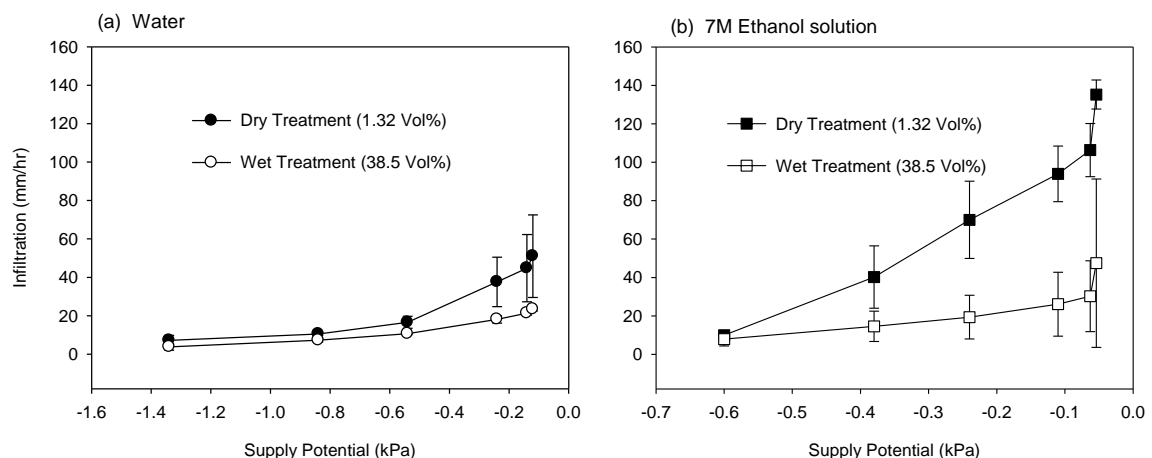 (a) Water
160
140
120
100
80
60
40
20
0
Infiltration (mm/hr)
Dry Treatment (1.32 Vol%)
Wet Treatment (38.5 Vol%)
-1.6 -1.4 -1.2 -1.0 -0.8 -0.6 -0.4 -0.2 0.0
Supply Potential (kPa)
(b) 7M Ethanol solution
160
140
120
100
80
60
40
20
0
Dry Treatment (1.32 Vol%)
Wet Treatment (38.5 Vol%)
-0.7 -0.6 -0.5 -0.4 -0.3 -0.2 -0.1 0.0
Supply Potential (kPa)